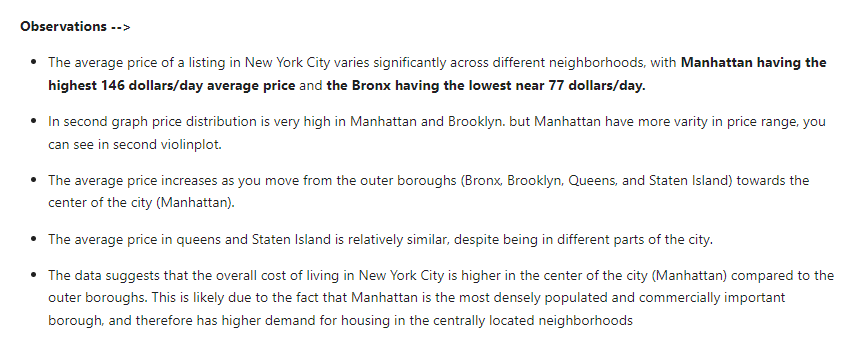 Observations -->
• The average price of a listing in New York City varies significantly across different neighborhoods, with Manhattan having the
highest 146 dollars/day average price and the Bronx having the lowest near 77 dollars/day.
• In second graph price distribution is very high in Manhattan and Brooklyn. but Manhattan have more varity in price range, you
can see in second violinplot.
• The average price increases as you move from the outer boroughs (Bronx, Brooklyn, Queens, and Staten Island) towards the
center of the city (Manhattan).
• The average price in queens and Staten Island is relatively similar, despite being in different parts of the city.
• The data suggests that the overall cost of living in New York City is higher in the center of the city (Manhattan) compared to the
outer boroughs. This is likely due to the fact that Manhattan is the most densely populated and commercially important
borough, and therefore has higher demand for housing in the centrally located neighborhoods